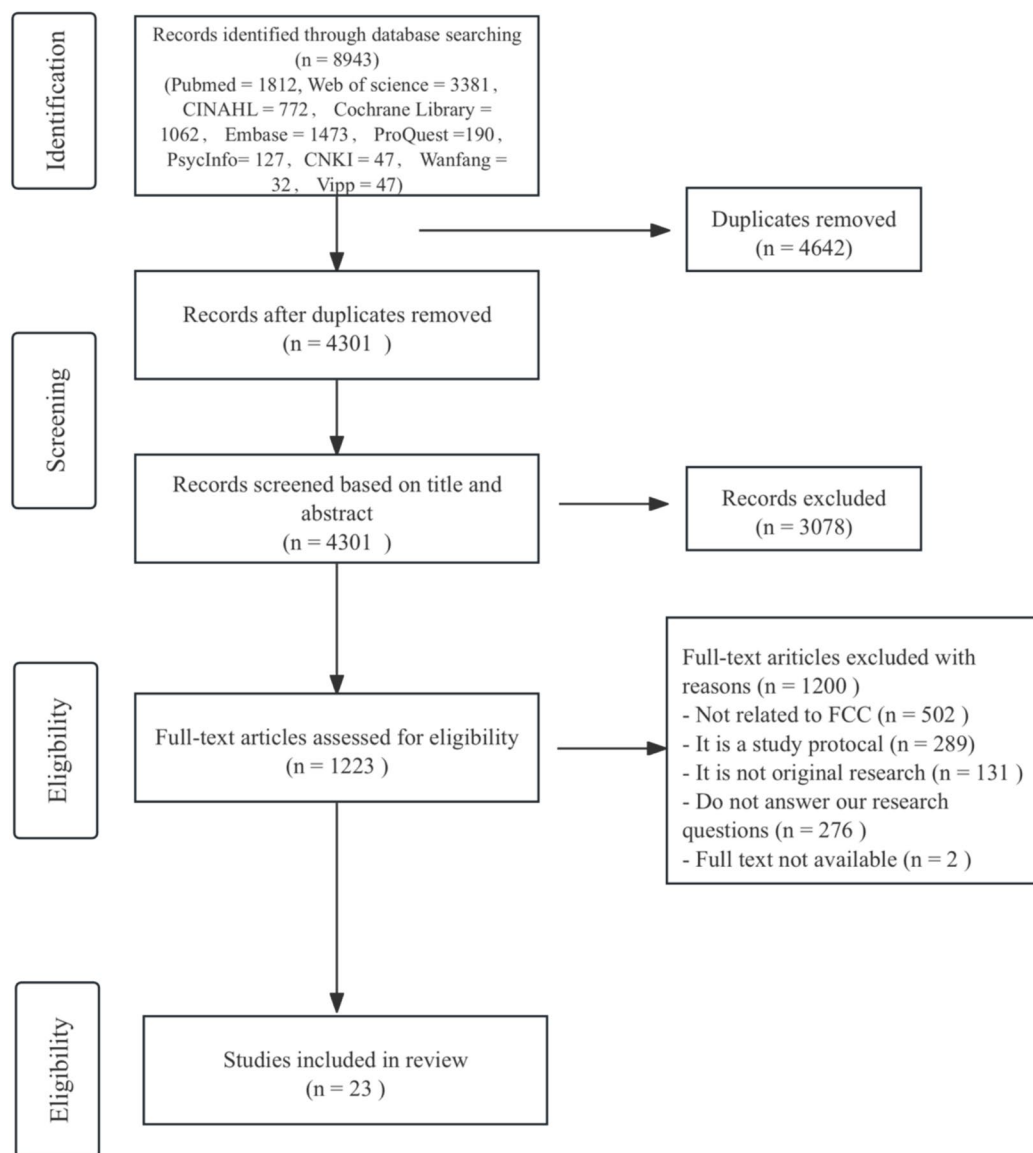 Identification
Records identified through database searching
(n = 8943)
(Pubmed = 1812, Web of science = 3381,
CINAHL = 772, Cochrane Library =
1062, Embase = 1473, ProQuest =190,
PsycInfo= 127, CNKI = 47, Wanfang =
32, Vipp = 47)
Duplicates removed
(n = 4642)
Screening
Records after duplicates removed
(n = 4301 )
Records screened based on title and
abstract
(n = 4301 )
Records excluded
(n = 3078)
Eligibility
Full-text articles assessed for eligibility
(n = 1223 )
Full-text ariticles excluded with
reasons (n = 1200 )
- Not related to FCC (n = 502 )
- It is a study protocal (n = 289)
- It is not original research (n = 131 )
- Do not answer our research
questions (n = 276 )
- Full text not available (n = 2 )
Eligibility
Studies included in review
(n = 23 )